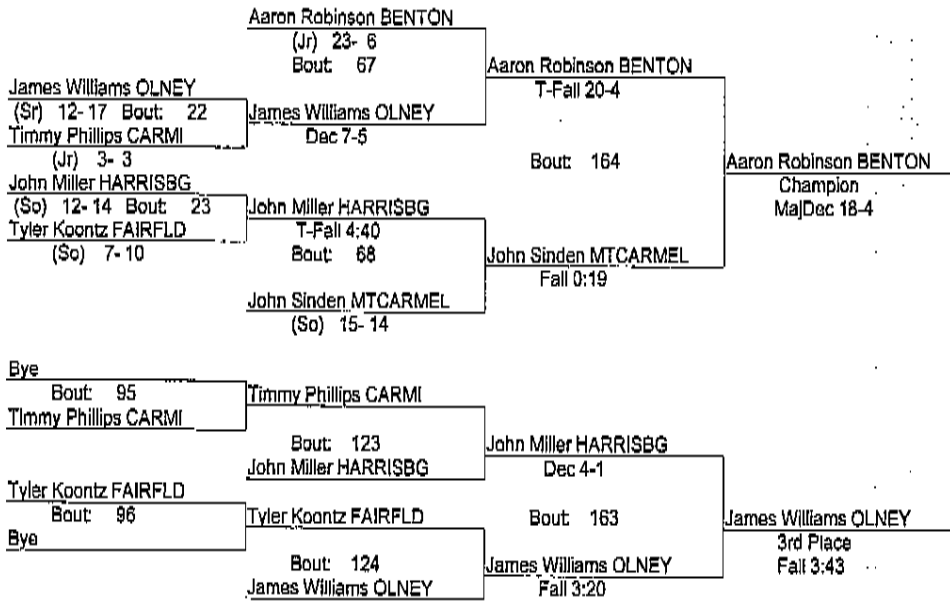 Aaron Robinson BENTON
(Jr) 23- 6
Bout: 67
Aaron Robinson BENTON
T-Fall 20-4
James Williams OLNEY
(Sr) 12- 17 Bout: 22
James Williams OLNEY
Dec 7-5
Timmy Phillips CARMI
(Jr) 3- 3
Bout: 164
Aaron Robinson BENTON
Champion
MajDec 18-4
John Miller HARRISBG
(So) 12- 14 Bout: 23
John Miller HARRISBG
T-Fall 4:40
Bout: 68
Tyler Koontz FAIRFLD
(So) 7- 10
John Sinden MTCARMEL
Fall 0:19
John Sinden MTCARMEL
(So) 15- 14
Bye
Bout: 95
Timmy Phillips CARMI
Timmy Phillips CARMI
Bout: 123
John Miller HARRISBG
John Miller HARRISBG
Dec 4-1
Tyler Koontz FAIRFLD
Bout: 96
Tyler Koontz FAIRFLD
Bye
Bout: 163
James Williams OLNEY
3rd Place
Fall 3:43
Bout: 124
James Williams OLNEY
James Williams OLNEY
Fall 3:20